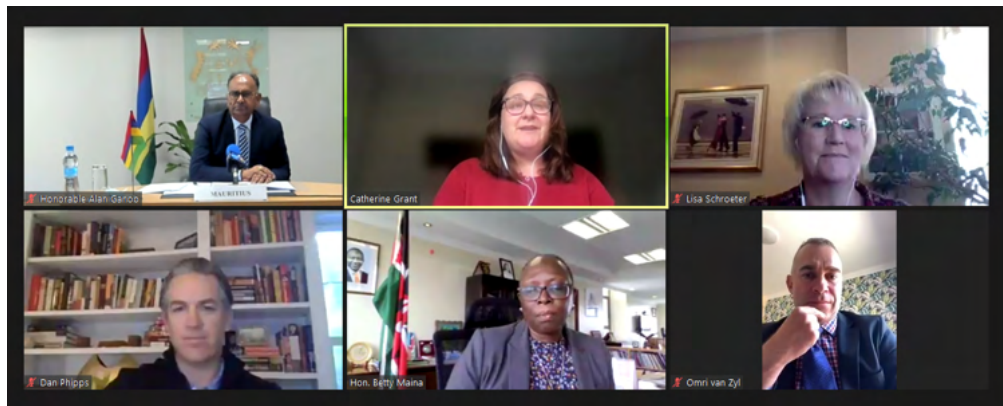 MAURITIUS
Honorable Alan Ganoo
Catherine Grant
Lisa Schroeter
Dan Phipps
Hon. Betty Maina
Omri van Zyl